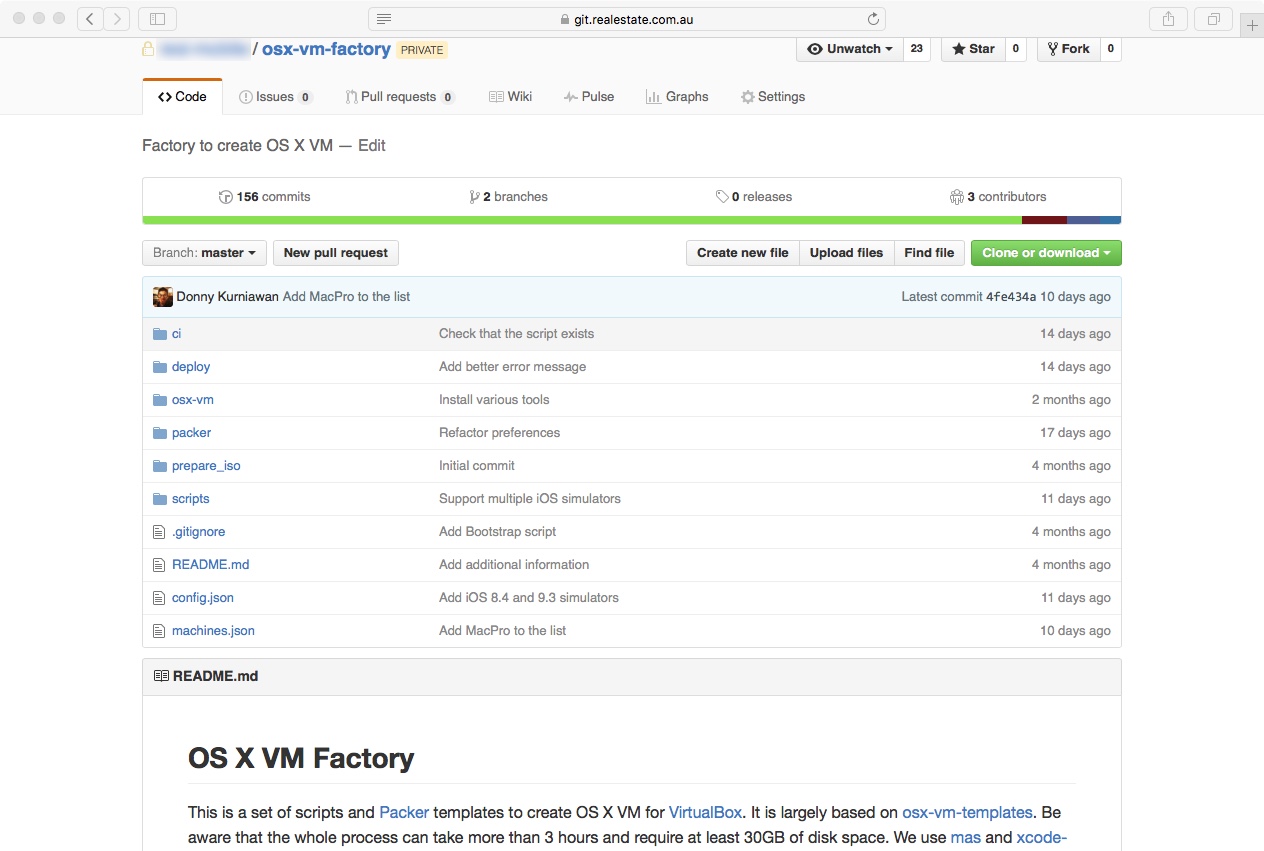 git.realestate.com.au
/ osx-vm-factory PRIVATE
Unwatch 23 Star 0 Fork 0
Code Issues 0 Pull requests 0 Wiki Pulse Graphs Settings
Factory to create OS X VM — Edit
156 commits 2 branches 0 releases 3 contributors
Branch: master New pull request Create new file Upload files Find file Clone or download
Donny Kurniawan Add MacPro to the list Latest commit 4fe434a 10 days ago
ci Check that the script exists 14 days ago
deploy Add better error message 14 days ago
osx-vm Install various tools 2 months ago
packer Refactor preferences 17 days ago
prepare_iso Initial commit 4 months ago
scripts Support multiple iOS simulators 11 days ago
.gitignore Add Bootstrap script 4 months ago
README.md Add additional information 4 months ago
config.json Add iOS 8.4 and 9.3 simulators 11 days ago
machines.json Add MacPro to the list 10 days ago
README.md
OS X VM Factory
This is a set of scripts and Packer templates to create OS X VM for VirtualBox. It is largely based on osx-vm-templates. Be
aware that the whole process can take more than 3 hours and require at least 30GB of disk space. We use mas and xcode-